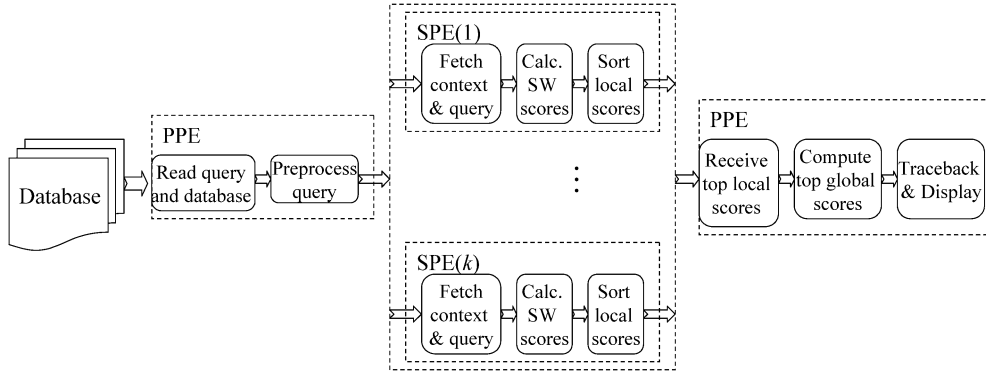 Database
PPE
Read query
and database
Preprocess
query
SPE(1)
Fetch
context
& query
Calc.
SW
scores
Sort
local
scores
SPE(k)
Fetch
context
& query
Calc.
SW
scores
Sort
local
scores
PPE
Receive
top local
scores
Compute
top global
scores
Traceback
& Display